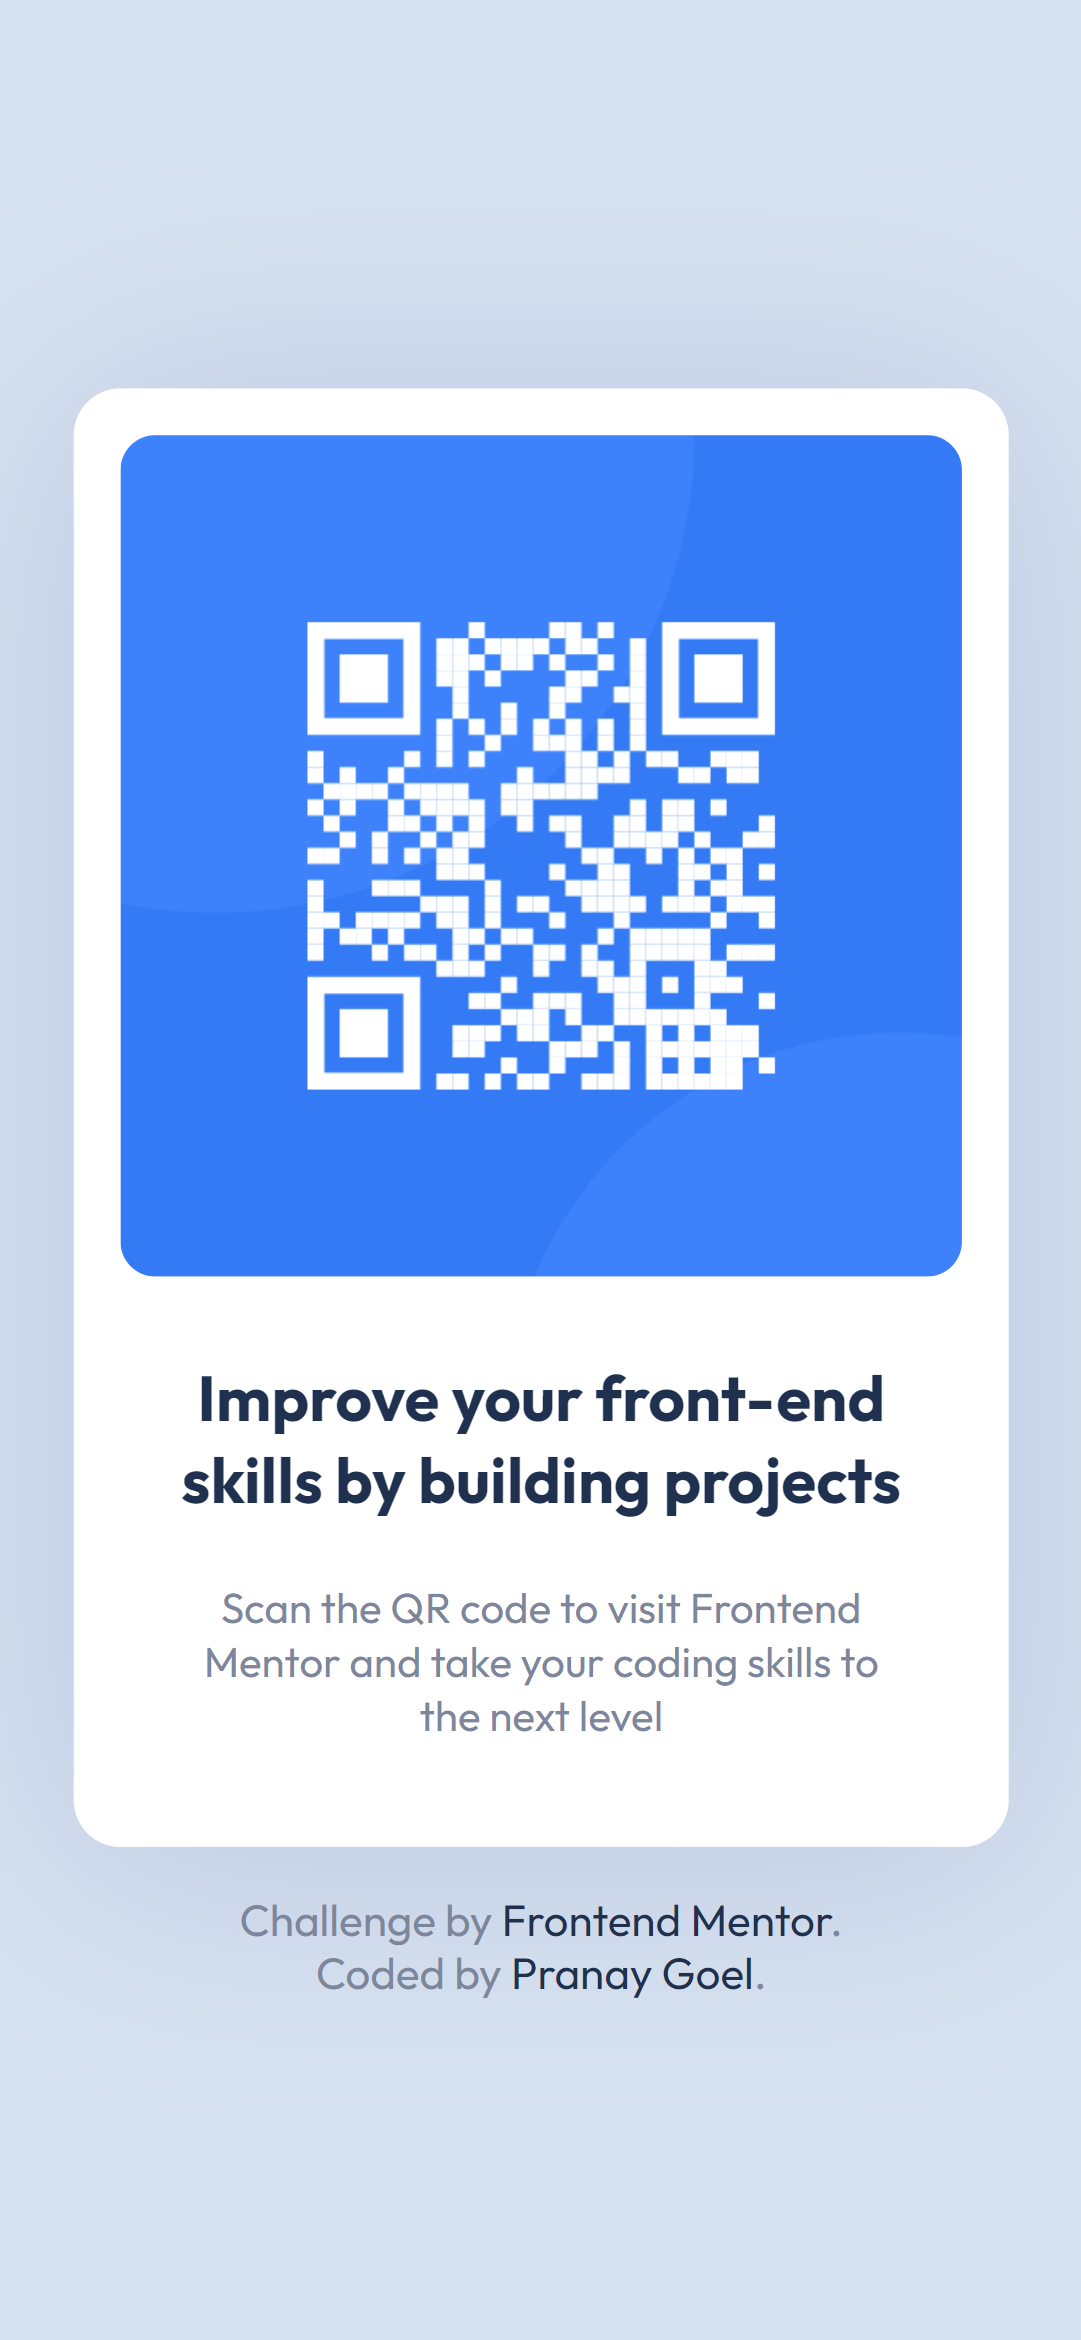 Improve your front-end
skills by building projects
Scan the QR code to visit Frontend
Mentor and take your coding skills to
the next level
Challenge by Frontend Mentor.
Coded by Pranay Goel.